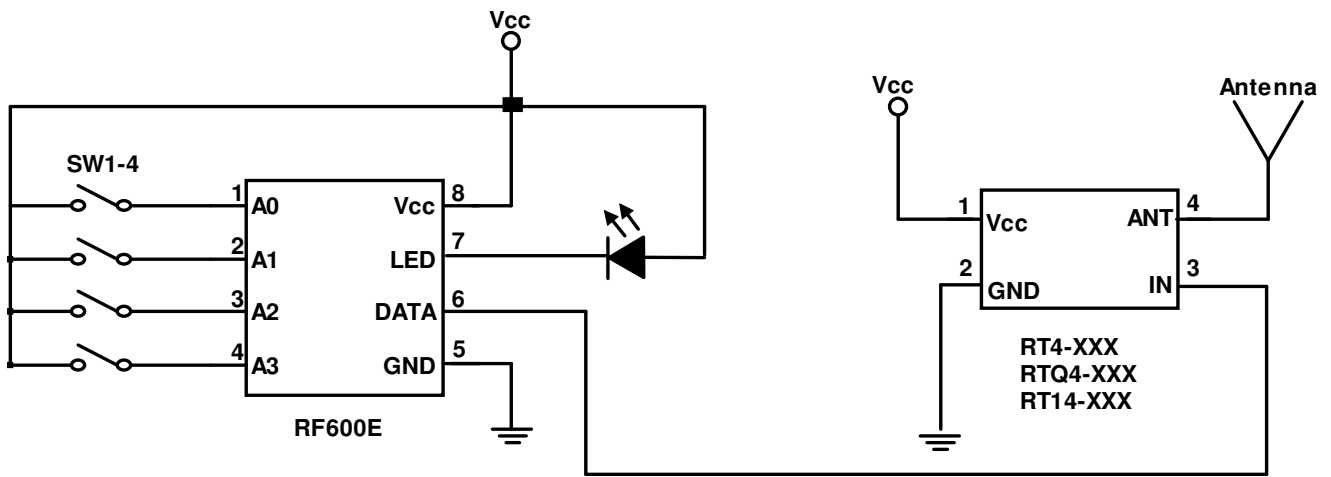 Vcc
Vcc
Antenna
SW1-4
1 A0 Vcc 8
2 A1 LED 7
3 A2 DATA 6
4 A3 GND 5
RF600E
1 Vcc ANT 4
2 GND IN 3
RT4-XXX
RTQ4-XXX
RT14-XXX